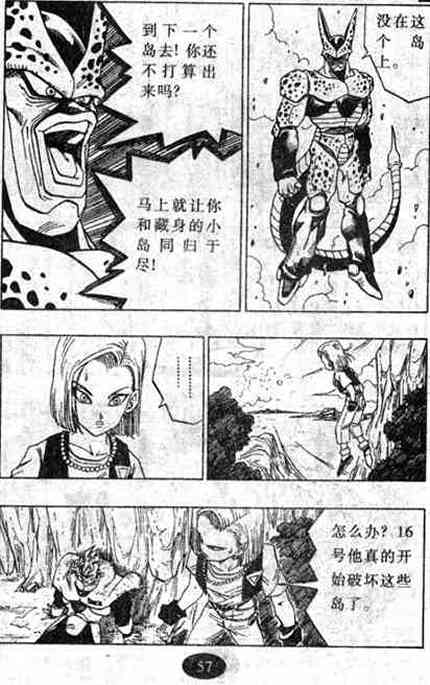 没在这
个岛
上。
到下一个
岛去!你还
不打算出
来吗?
马上就让你
和藏身的小
岛同归于
尽!
………
怎么办?16
号他真的开
始破坏这些
岛了。
57